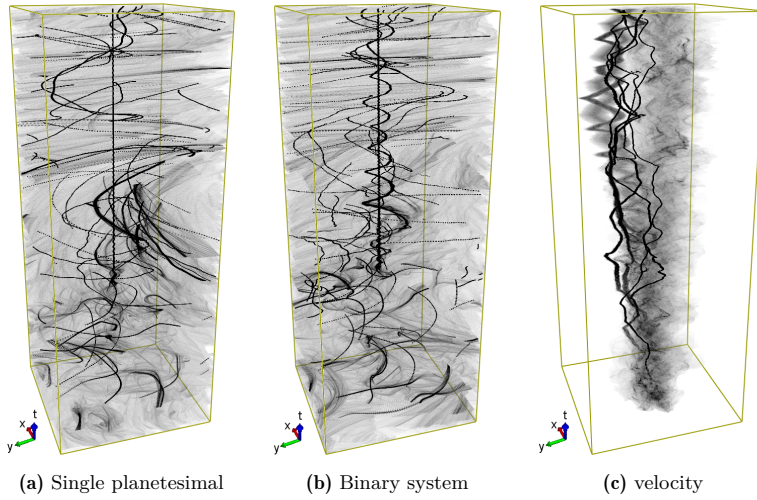 t
x
y
t
x
y
t
x
y
(a) Single planetesimal
(b) Binary system
(c) velocity